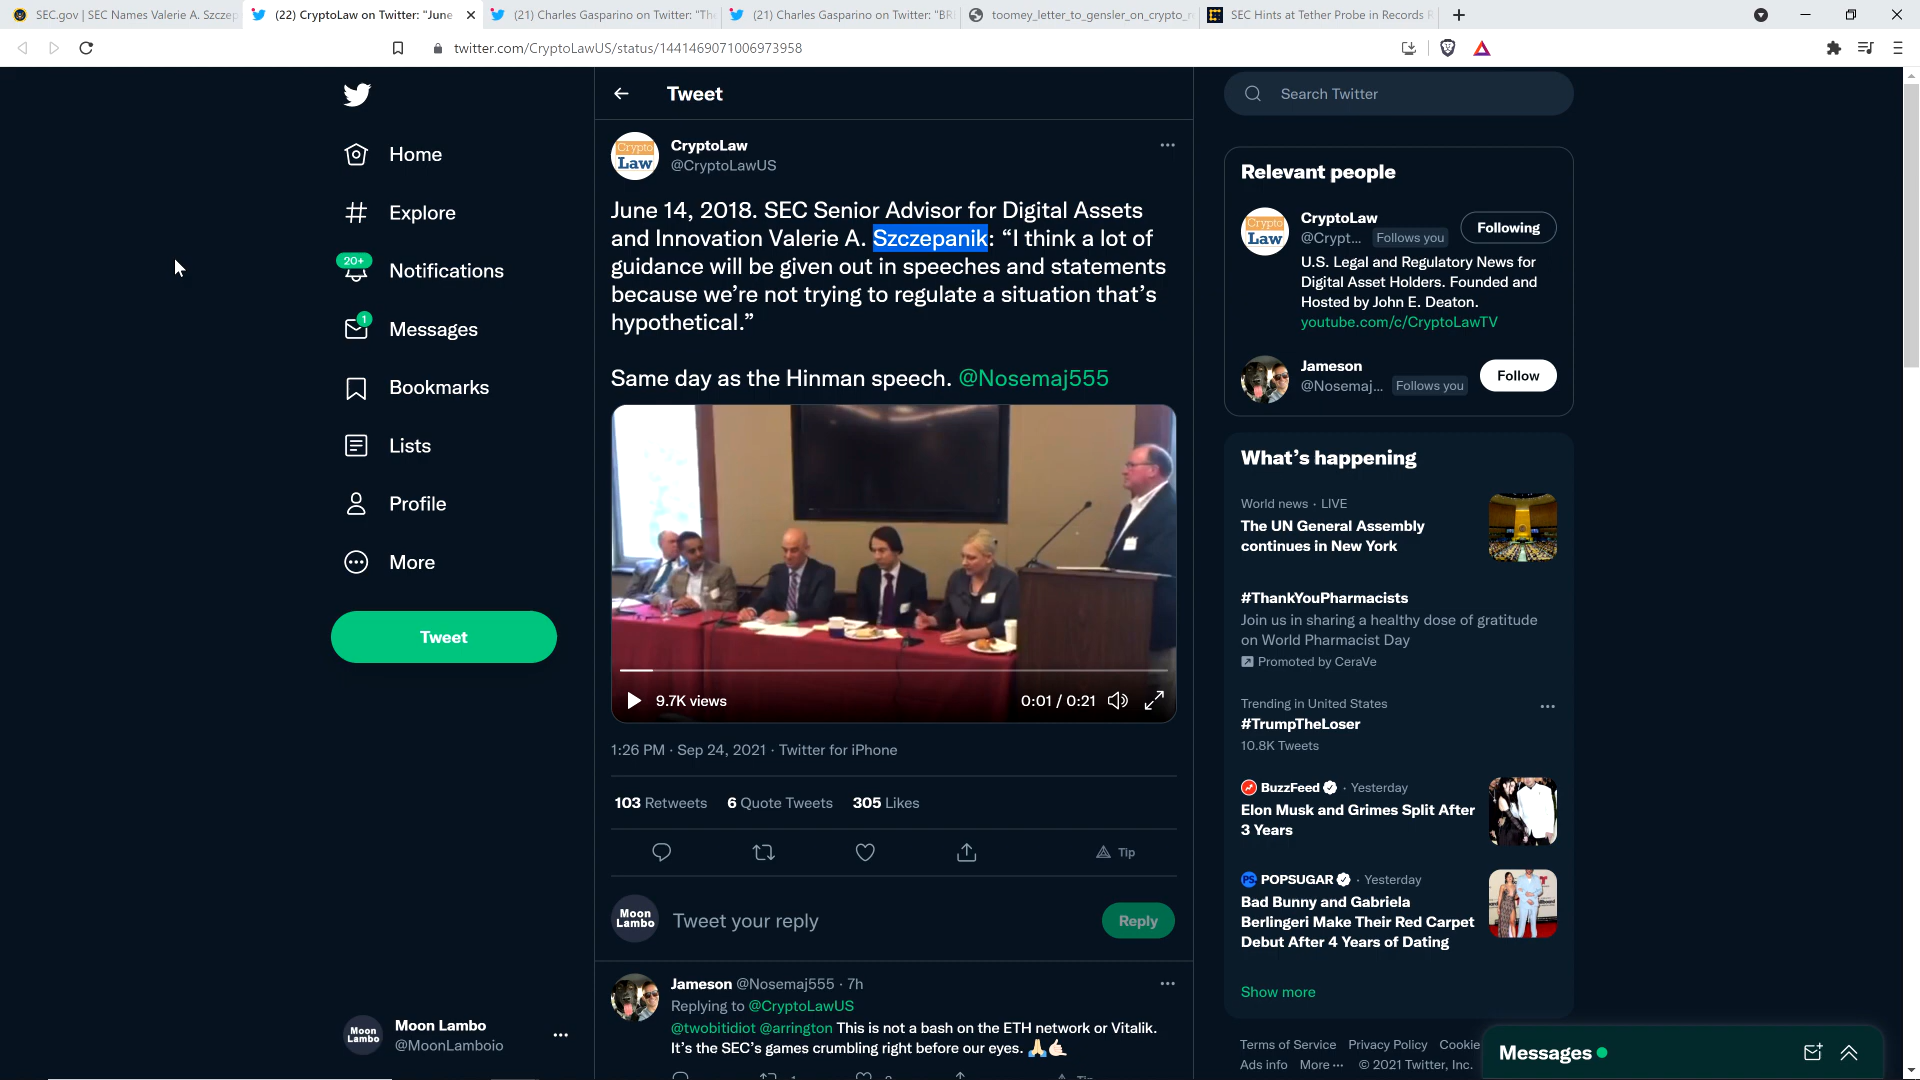 SEC.gov | SEC Names Valerie A. Szczep
(22) CryptoLaw on Twitter: "June
(21) Charles Gasparino on Twitter: "Th
(21) Charles Gasparino on Twitter: "BR
toomey_letter_to_gensler_on_crypto_r
SEC Hints at Tether Probe in Records R
twitter.com/CryptoLawUS/status/1441469071006973958
Home
Explore
20+
Notifications
1
Messages
Bookmarks
Lists
Profile
More
Tweet
Moon Lambo
Moon Lambo
@MoonLamboio
Tweet
Crypto Law
CryptoLaw
@CryptoLawUS
June 14, 2018. SEC Senior Advisor for Digital Assets
and Innovation Valerie A. Szczepanik: “I think a lot of
guidance will be given out in speeches and statements
because we’re not trying to regulate a situation that’s
hypothetical.”
Same day as the Hinman speech. @Nosemaj555
9.7K views
0:01 / 0:21
1:26 PM · Sep 24, 2021 · Twitter for iPhone
103 Retweets 6 Quote Tweets 305 Likes
Tip
Moon Lambo
Tweet your reply
Reply
Jameson @Nosemaj555 · 7h
Replying to @CryptoLawUS
@twobitidiot @arrington This is not a bash on the ETH network or Vitalik.
It’s the SEC’s games crumbling right before our eyes. 🙏🏻🤙🏻
Search Twitter
Relevant people
Crypto Law
CryptoLaw
@Crypt... Follows you
Following
U.S. Legal and Regulatory News for
Digital Asset Holders. Founded and
Hosted by John E. Deaton.
youtube.com/c/CryptoLawTV
Jameson
@Nosemaj... Follows you
Follow
What’s happening
World news · LIVE
The UN General Assembly
continues in New York
#ThankYouPharmacists
Join us in sharing a healthy dose of gratitude
on World Pharmacist Day
Promoted by CeraVe
Trending in United States
#TrumpTheLoser
10.8K Tweets
BuzzFeed · Yesterday
Elon Musk and Grimes Split After
3 Years
PS POPSUGAR · Yesterday
Bad Bunny and Gabriela
Berlingeri Make Their Red Carpet
Debut After 4 Years of Dating
Show more
Terms of Service Privacy Policy Cookie
Ads info More ··· © 2021 Twitter, Inc.
Messages